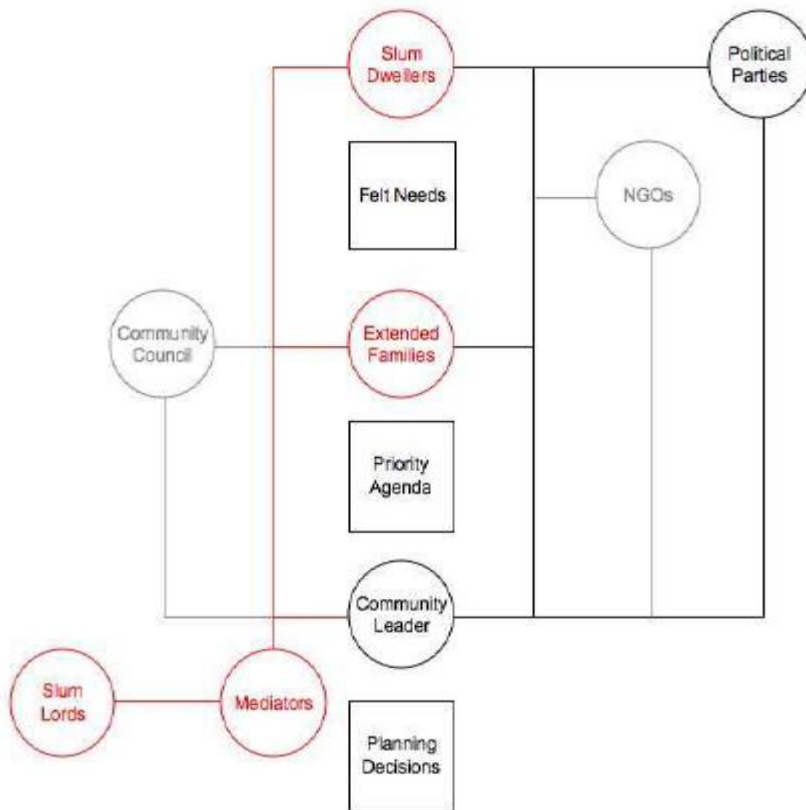 Slum
Dwellers
Political
Parties
Felt Needs
NGOs
Community
Council
Extended
Families
Priority
Agenda
Community
Leader
Slum
Lords
Mediators
Planning
Decisions